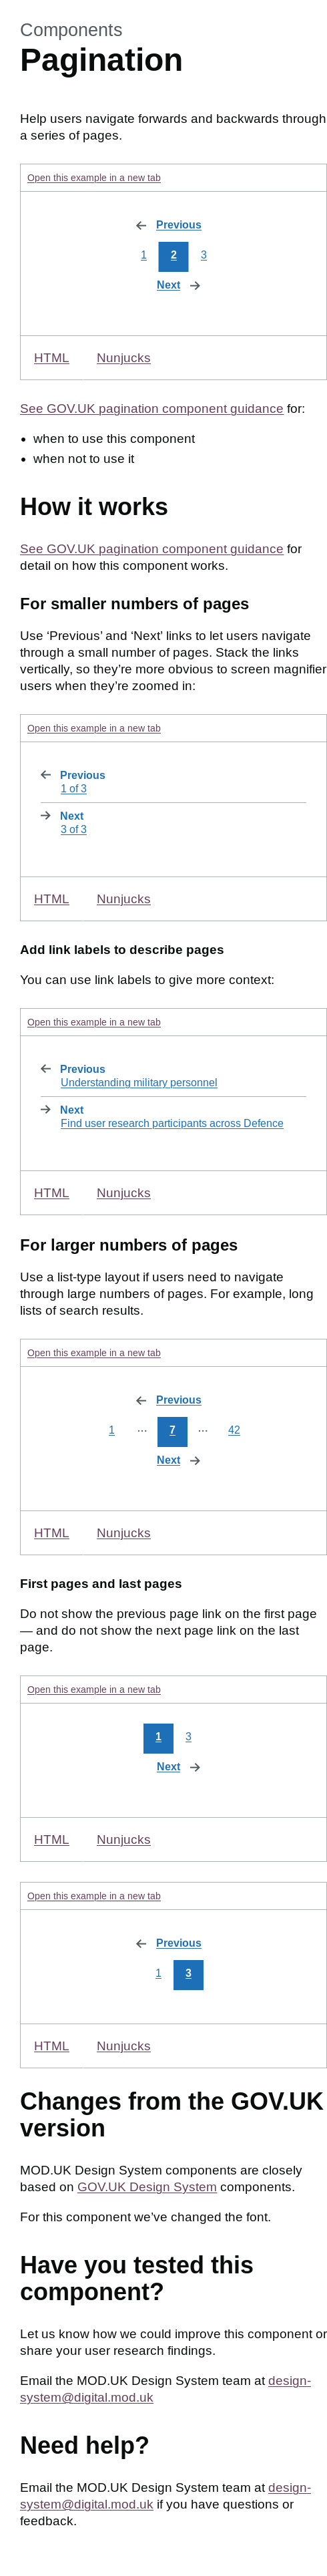 Components
Pagination
Help users navigate forwards and backwards through
a series of pages.
Open this example in a new tab
← Previous
1 2 3
Next →
HTML Nunjucks
See GOV.UK pagination component guidance for:
• when to use this component
• when not to use it
How it works
See GOV.UK pagination component guidance for
detail on how this component works.
For smaller numbers of pages
Use ‘Previous’ and ‘Next’ links to let users navigate
through a small number of pages. Stack the links
vertically, so they’re more obvious to screen magnifier
users when they’re zoomed in:
Open this example in a new tab
← Previous
1 of 3
→ Next
3 of 3
HTML Nunjucks
Add link labels to describe pages
You can use link labels to give more context:
Open this example in a new tab
← Previous
Understanding military personnel
→ Next
Find user research participants across Defence
HTML Nunjucks
For larger numbers of pages
Use a list-type layout if users need to navigate
through large numbers of pages. For example, long
lists of search results.
Open this example in a new tab
← Previous
1 ⋯ 7 ⋯ 42
Next →
HTML Nunjucks
First pages and last pages
Do not show the previous page link on the first page
— and do not show the next page link on the last
page.
Open this example in a new tab
1 3
Next →
HTML Nunjucks
Open this example in a new tab
← Previous
1 3
HTML Nunjucks
Changes from the GOV.UK
version
MOD.UK Design System components are closely
based on GOV.UK Design System components.
For this component we’ve changed the font.
Have you tested this
component?
Let us know how we could improve this component or
share your user research findings.
Email the MOD.UK Design System team at design-
system@digital.mod.uk
Need help?
Email the MOD.UK Design System team at design-
system@digital.mod.uk if you have questions or
feedback.